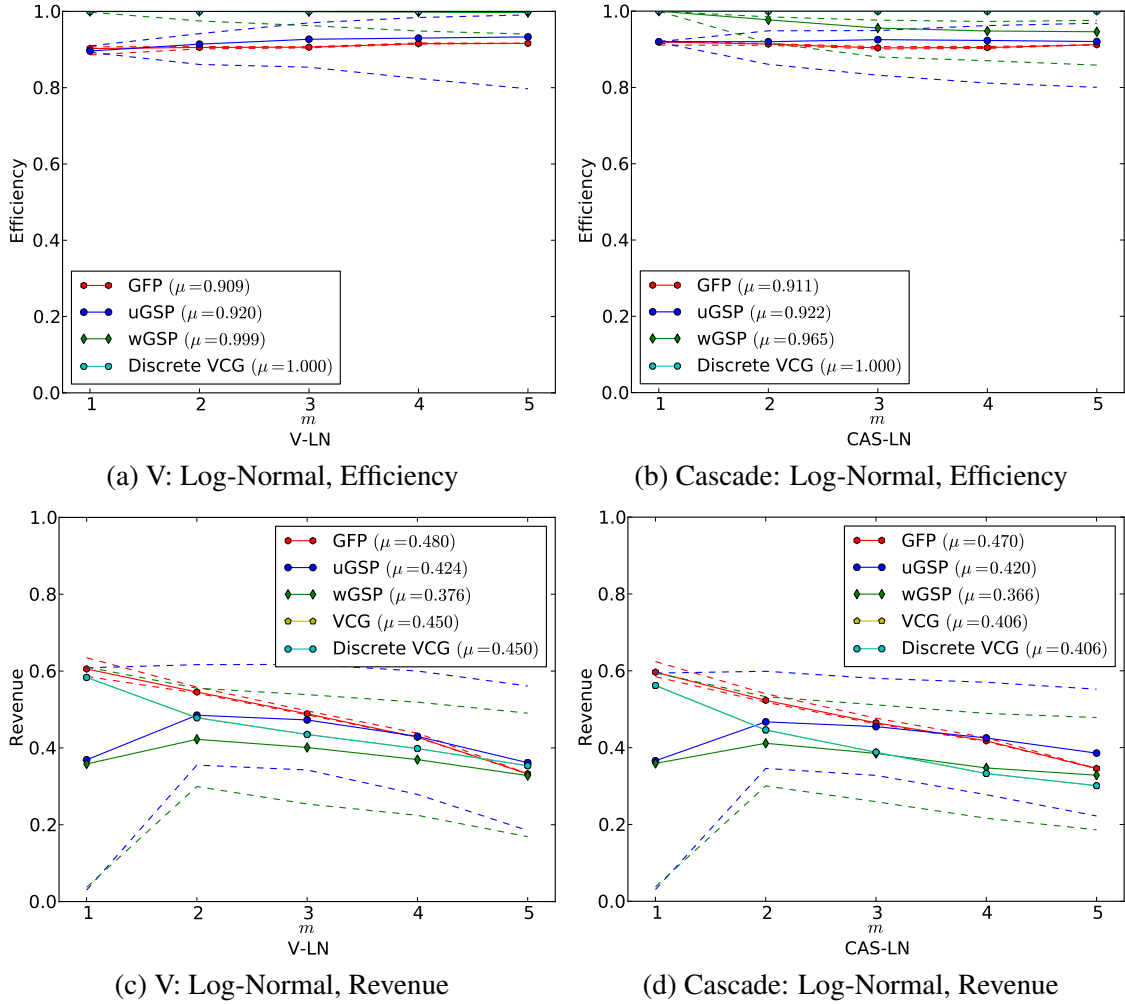 1.0
0.8
0.6
0.4
0.2
0.0
Efficiency
GFP (μ=0.909)
uGSP (μ=0.920)
wGSP (μ=0.999)
Discrete VCG (μ=1.000)
1 2 3 4 5
m
V-LN
(a) V: Log-Normal, Efficiency
1.0
0.8
0.6
0.4
0.2
0.0
Efficiency
GFP (μ=0.911)
uGSP (μ=0.922)
wGSP (μ=0.965)
Discrete VCG (μ=1.000)
1 2 3 4 5
m
CAS-LN
(b) Cascade: Log-Normal, Efficiency
1.0
0.8
0.6
0.4
0.2
0.0
Revenue
GFP (μ=0.480)
uGSP (μ=0.424)
wGSP (μ=0.376)
VCG (μ=0.450)
Discrete VCG (μ=0.450)
1 2 3 4 5
m
V-LN
(c) V: Log-Normal, Revenue
1.0
0.8
0.6
0.4
0.2
0.0
Revenue
GFP (μ=0.470)
uGSP (μ=0.420)
wGSP (μ=0.366)
VCG (μ=0.406)
Discrete VCG (μ=0.406)
1 2 3 4 5
m
CAS-LN
(d) Cascade: Log-Normal, Revenue